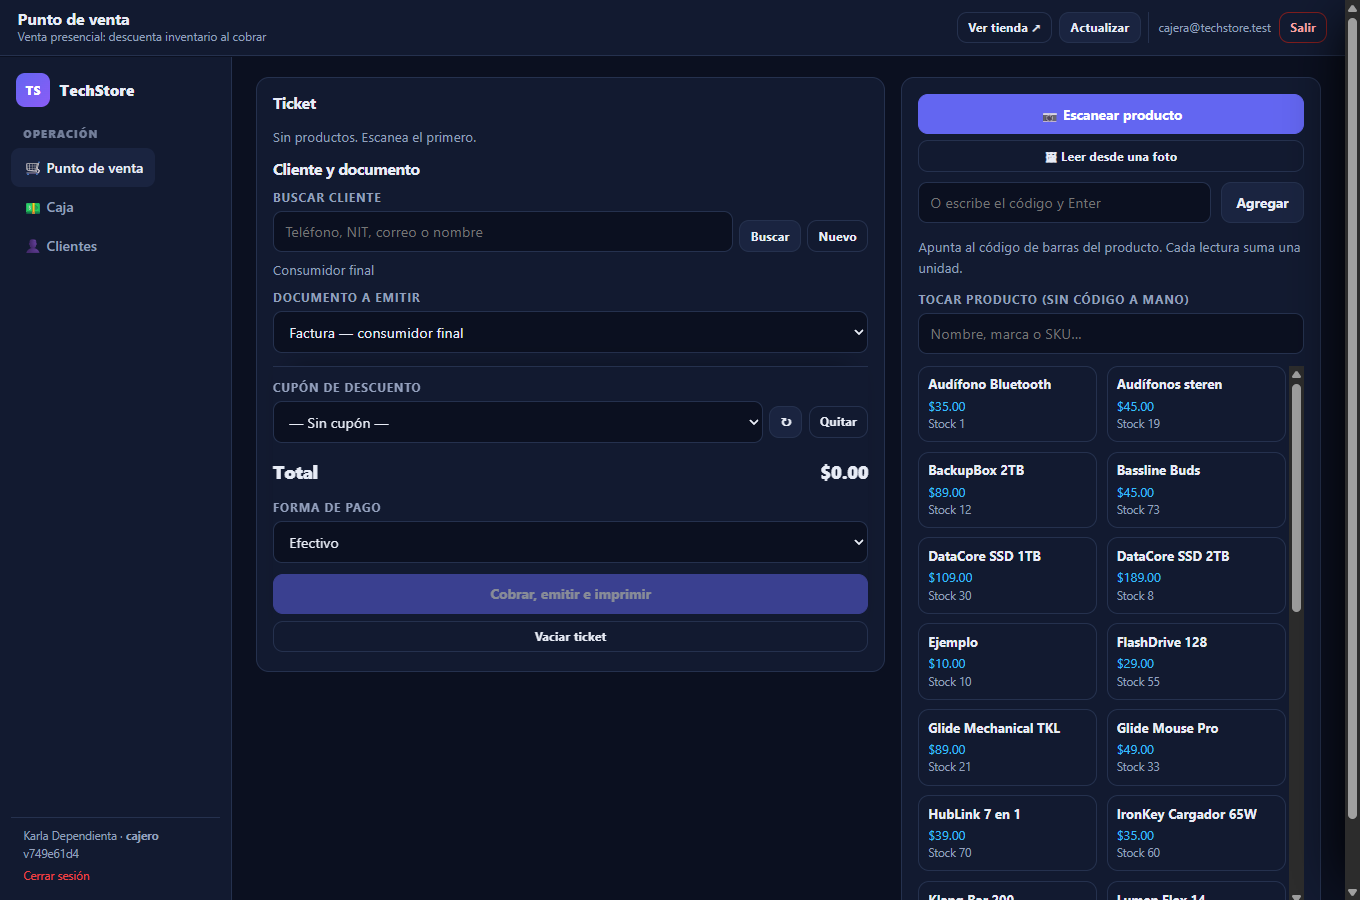 Punto de venta
Venta presencial: descuenta inventario al cobrar
Ver tienda ↗
Actualizar
cajera@techstore.test
Salir
TS
TechStore
OPERACIÓN
Punto de venta
Caja
Clientes
Karla Dependienta · cajero
v749e61d4
Cerrar sesión
Ticket
Sin productos. Escanea el primero.
Cliente y documento
BUSCAR CLIENTE
Teléfono, NIT, correo o nombre
Buscar
Nuevo
Consumidor final
DOCUMENTO A EMITIR
Factura — consumidor final
CUPÓN DE DESCUENTO
— Sin cupón —
↻
Quitar
Total
$0.00
FORMA DE PAGO
Efectivo
Cobrar, emitir e imprimir
Vaciar ticket
Escanear producto
Leer desde una foto
O escribe el código y Enter
Agregar
Apunta al código de barras del producto. Cada lectura suma una
unidad.
TOCAR PRODUCTO (SIN CÓDIGO A MANO)
Nombre, marca o SKU...
Audífono Bluetooth
$35.00
Stock 1
Audífonos steren
$45.00
Stock 19
BackupBox 2TB
$89.00
Stock 12
Bassline Buds
$45.00
Stock 73
DataCore SSD 1TB
$109.00
Stock 30
DataCore SSD 2TB
$189.00
Stock 8
Ejemplo
$10.00
Stock 10
FlashDrive 128
$29.00
Stock 55
Glide Mechanical TKL
$89.00
Stock 21
Glide Mouse Pro
$49.00
Stock 33
HubLink 7 en 1
$39.00
Stock 70
IronKey Cargador 65W
$35.00
Stock 60
Klang Bar 200
Lumen Flex 14